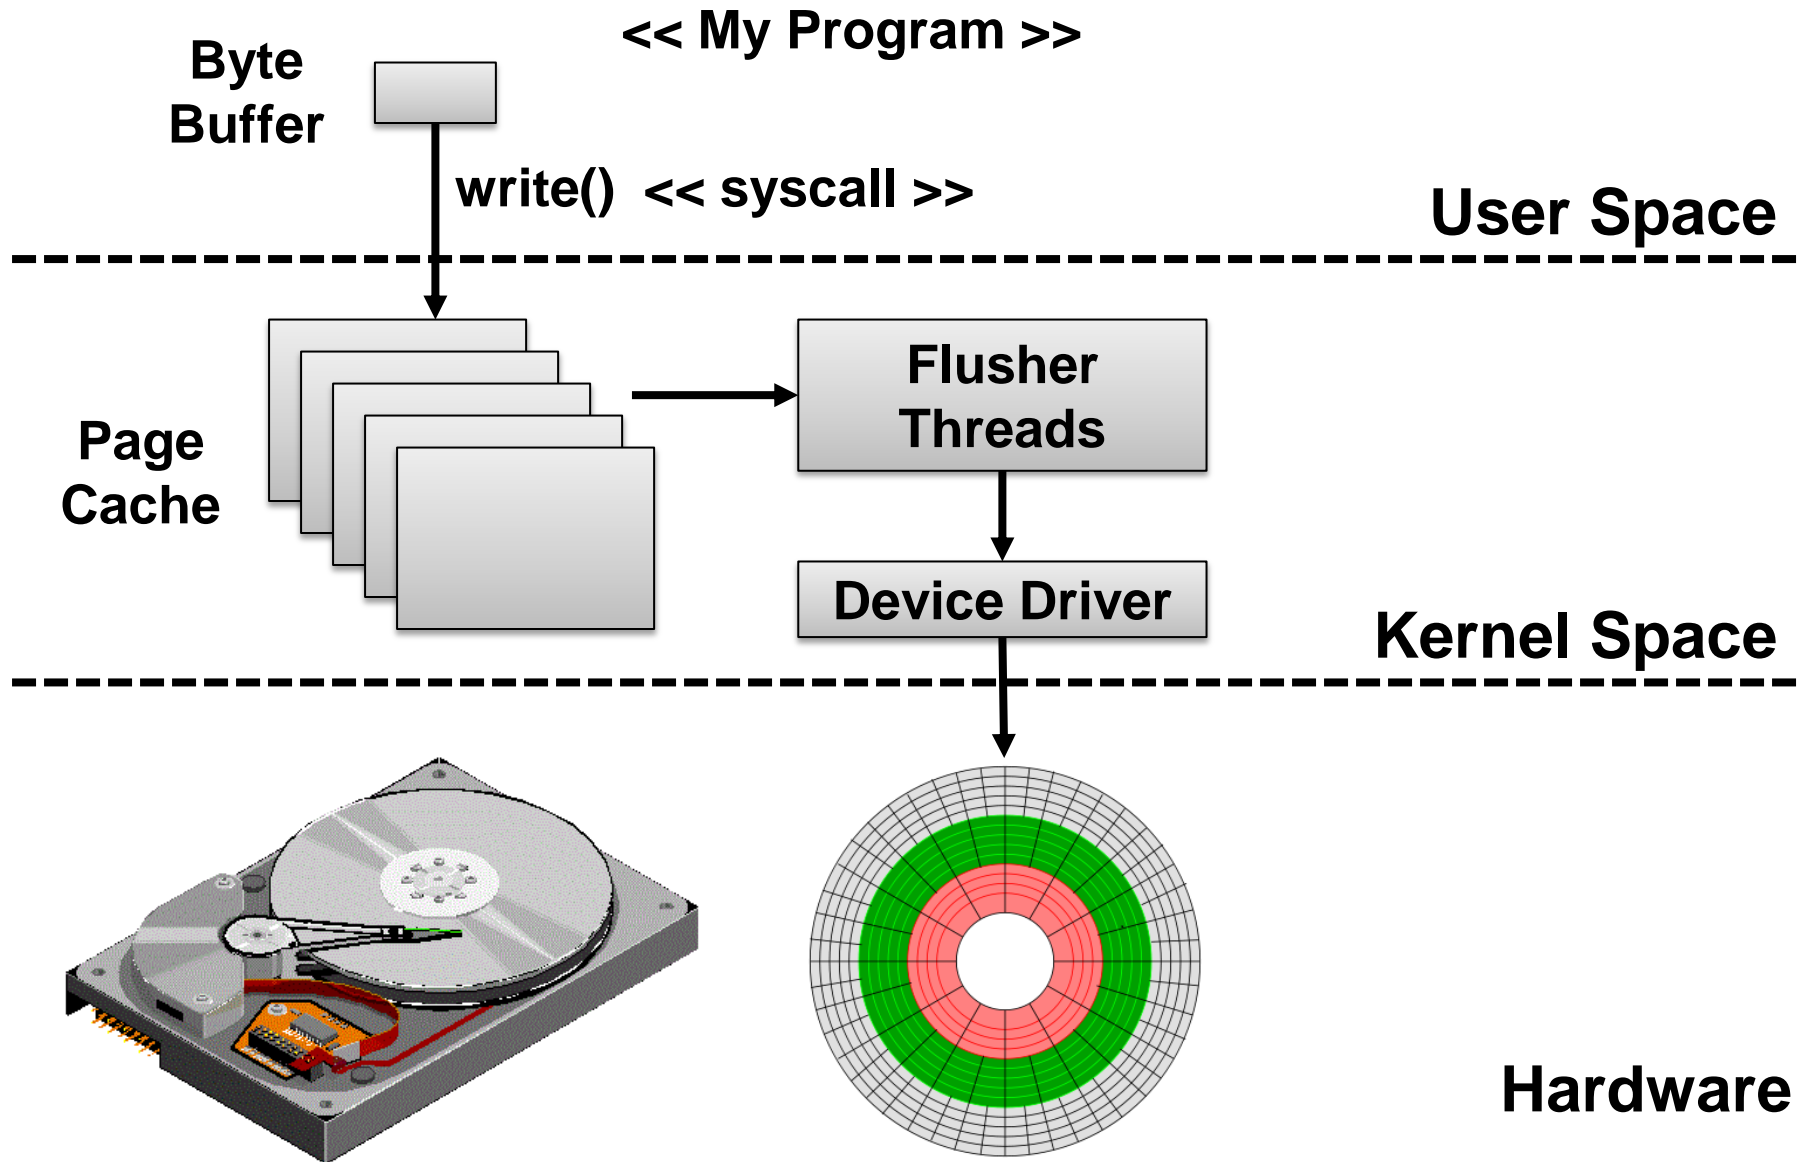 << My Program >>
Byte
Buffer
write() << syscall >>
User Space
Flusher
Threads
Page
Cache
Device Driver
Kernel Space
Hardware